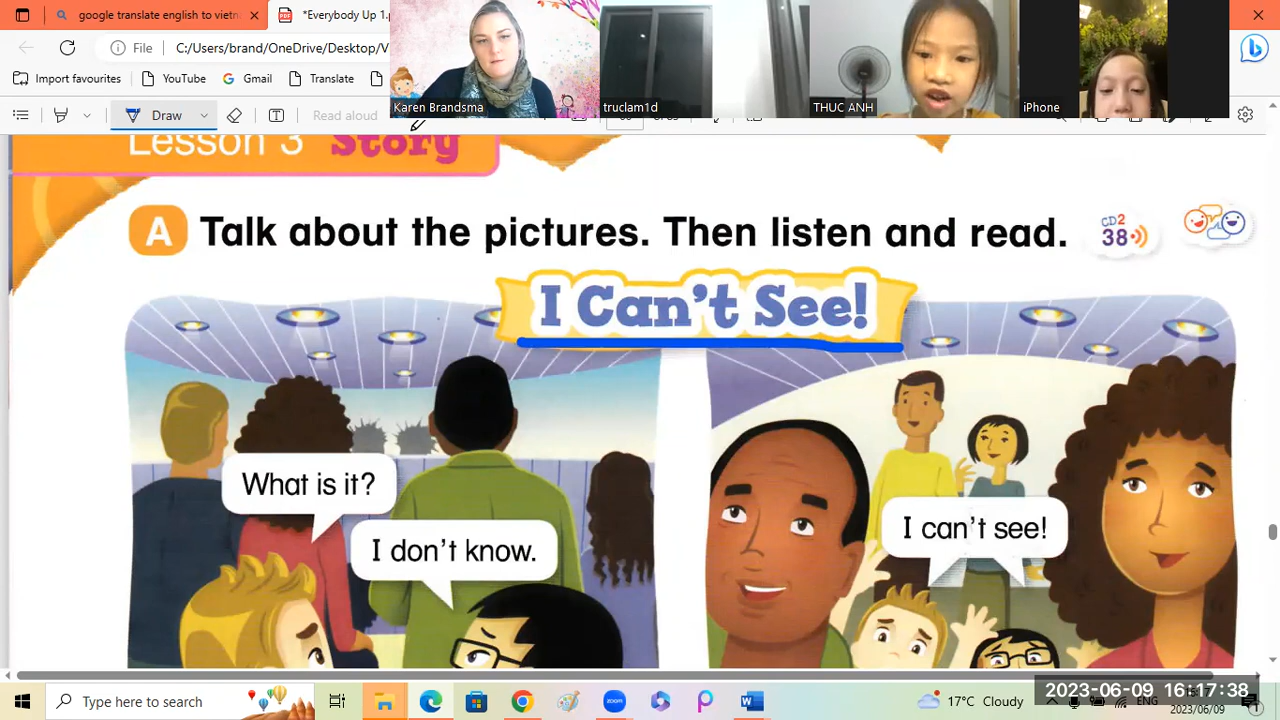 google translate english to vietn
*Everybody Up 1.p
File
C:/Users/brand/OneDrive/Desktop/V
Karen Brandsma
truclam1d
THUC ANH
iPhone
Import favourites
YouTube
Gmail
Translate
Draw
Read aloud
Lesson 3 Story
A Talk about the pictures. Then listen and read.
CD2
38
I Can't See!
What is it?
I don't know.
I can't see!
Type here to search
zoom
17°C Cloudy
ENG
2023-06-09 16:17:38
2023/06/09